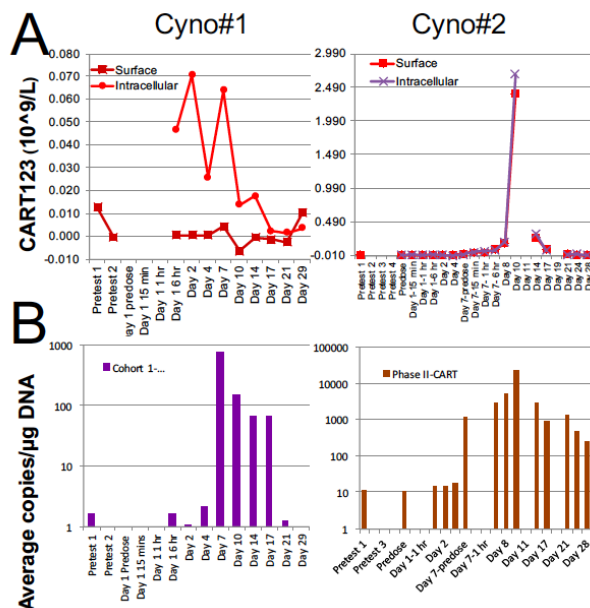 A
Cyno#1
Cyno#2
CART123 (10^9/L)
0.080
0.070
0.060
0.050
0.040
0.030
0.020
0.010
0.000
-0.010
Surface
Intracellular
Pretest 1
Pretest 2
ay 1 predose
Day 1 15 min
Day 1 1 hr
Day 1 6 hr
Day 2
Day 4
Day 7
Day 10
Day 14
Day 17
Day 21
Day 29
2.990
2.490
1.990
1.490
0.990
0.490
-0.010
Surface
Intracellular
Pretest 1
Pretest 2
Pretest 3
Pretest 4
Predose
Day 1-15 min
Day 1-1 hr
Day 1-6 hr
Day 2
Day 4
Day 7-predose
Day 7- 15 min
Day 7- 1 hr
Day 7-6 hr
Day 8
Day 10
Day 11
Day 14
Day 17
Day 19
Day 21
Day 24
Day 28
B
Average copies/µg DNA
1000
100
10
1
Cohort 1-...
Pretest 1
Pretest 2
Day 1 Predose
Day 1 15 mins
Day 1 1 hr
Day 1 6 hr
Day 2
Day 4
Day 7
Day 10
Day 14
Day 17
Day 21
Day 29
100000
10000
1000
100
10
1
Phase II-CART
Pretest 1
Pretest 3
Predose
Day 1-1 hr
Day 2
Day 7-predose
Day 7-1 hr
Day 8
Day 11
Day 17
Day 21
Day 28